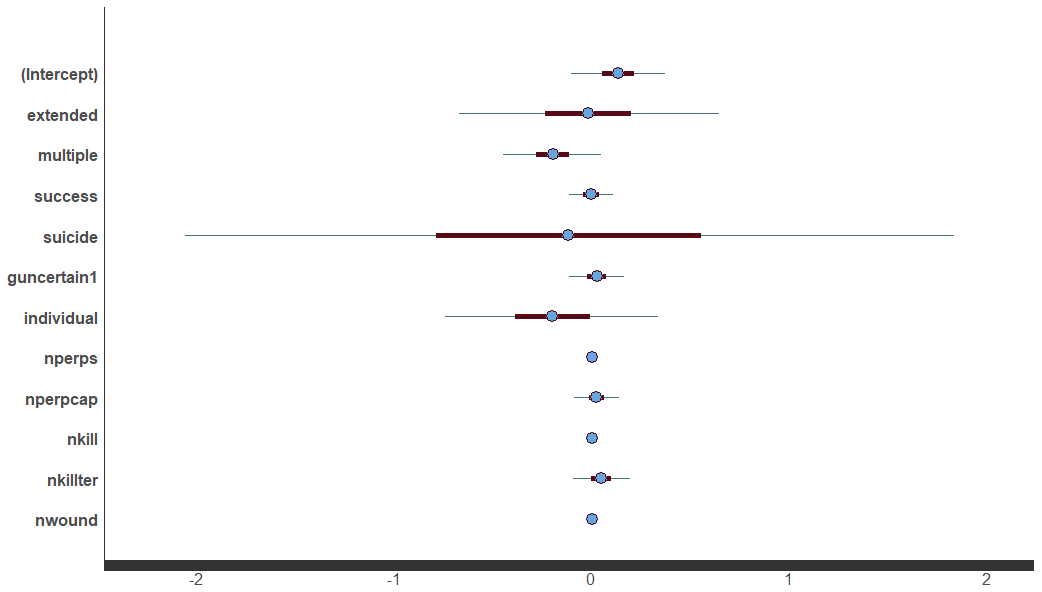 (Intercept)
extended
multiple
success
suicide
guncertain1
individual
nperps
nperpcap
nkill
nkillter
nwound
-2 -1 0 1 2